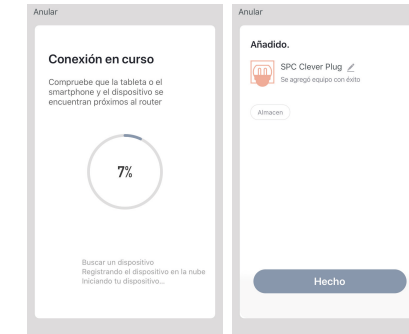 Anular
Conexión en curso
Compruebe que la tableta o el
smartphone y el dispositivo se
encuentran próximos al router
7%
Buscar un dispositivo
Registrando el dispositivo en la nube
Iniciando tu dispositivo...
Anular
Añadido.
SPC Clever Plug
Se agregó equipo con éxito
Almacen
Hecho